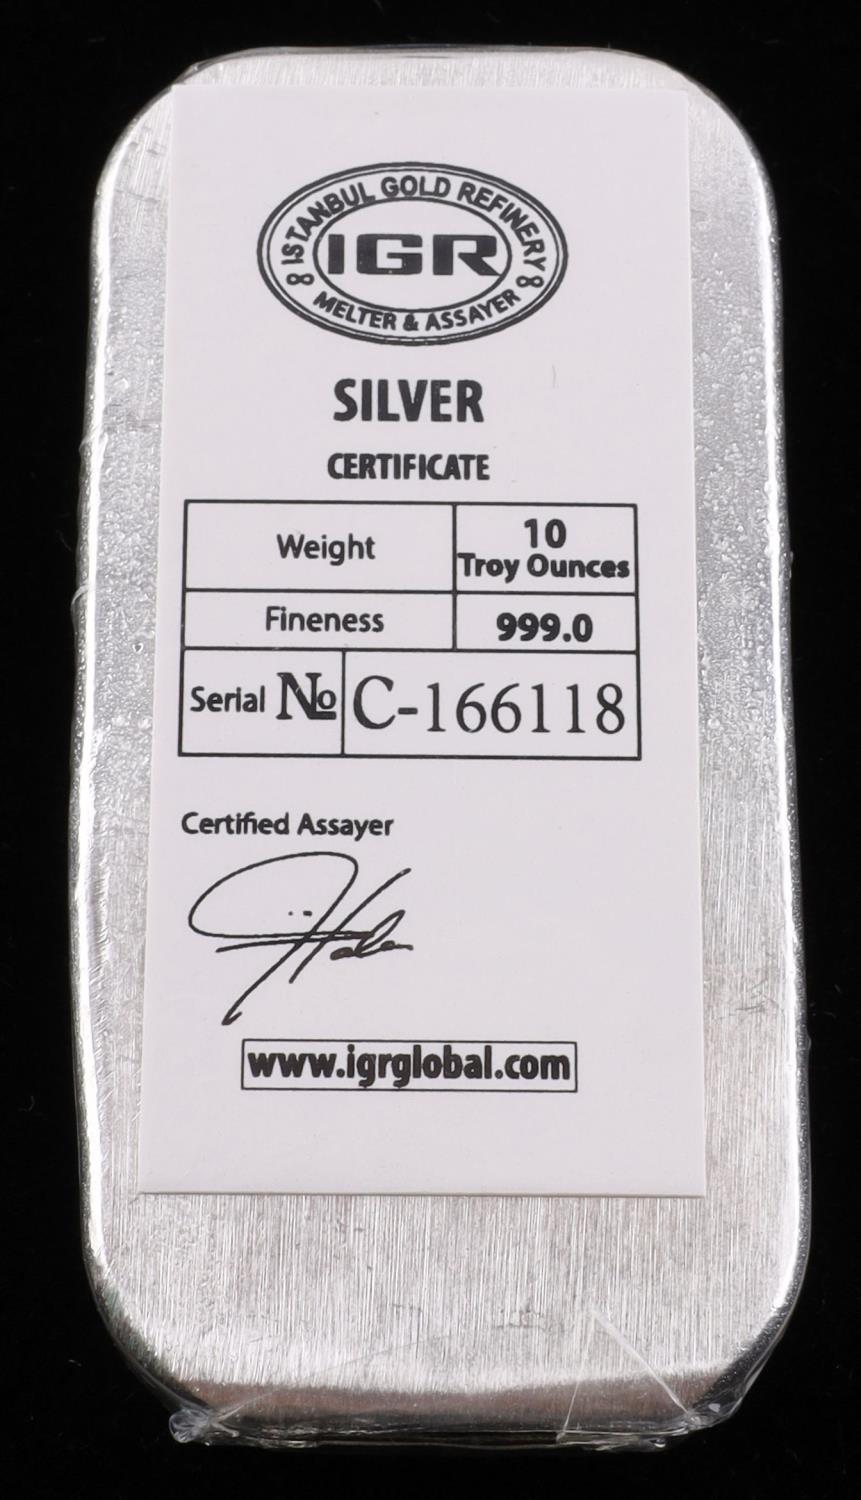 ISTANBUL GOLD REFINERY
IGR
MELTER & ASSAYER
SILVER
CERTIFICATE
Weight 10 Troy Ounces
Fineness 999.0
Serial No C-166118
Certified Assayer
www.igrglobal.com